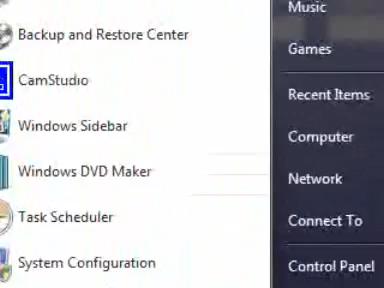 Backup and Restore Center
CamStudio
Windows Sidebar
Windows DVD Maker
Task Scheduler
System Configuration
Music
Games
Recent Items
Computer
Network
Connect To
Control Panel